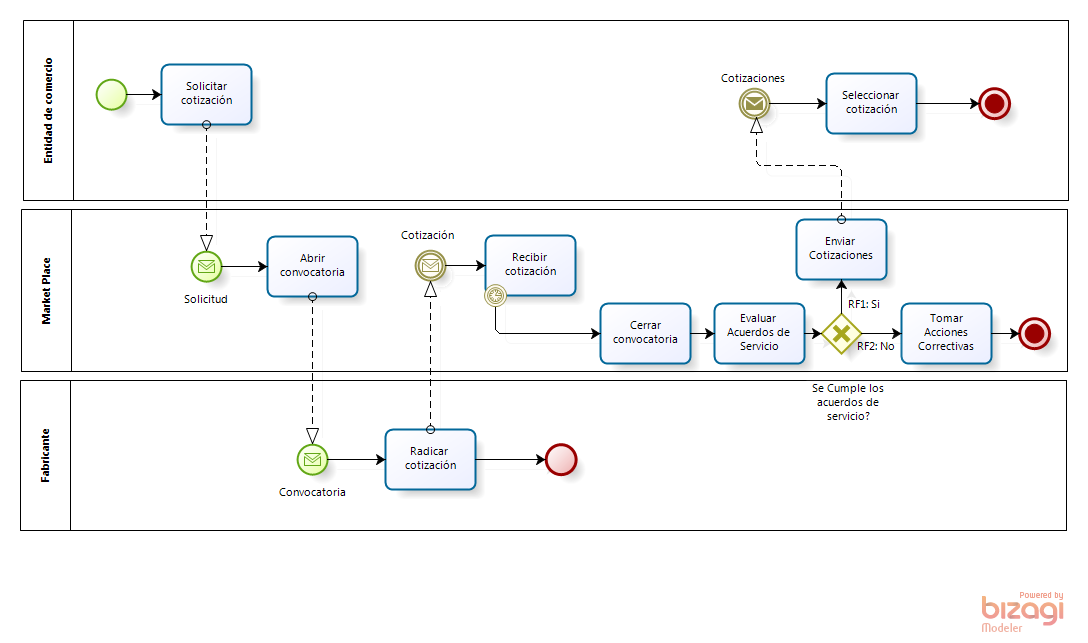 Entidad de comercio
Solicitar
cotización
Cotizaciones
Seleccionar
cotización
Market Place
Solicitud
Abrir
convocatoria
Cotización
Recibir
cotización
Cerrar
convocatoria
Evaluar
Acuerdos de
Servicio
Enviar
Cotizaciones
RF1: Si
RF2: No
Tomar
Acciones
Correctivas
Se Cumple los
acuerdos de
servicio?
Fabricante
Convocatoria
Radicar
cotización
Powered by
bizagi
Modeler